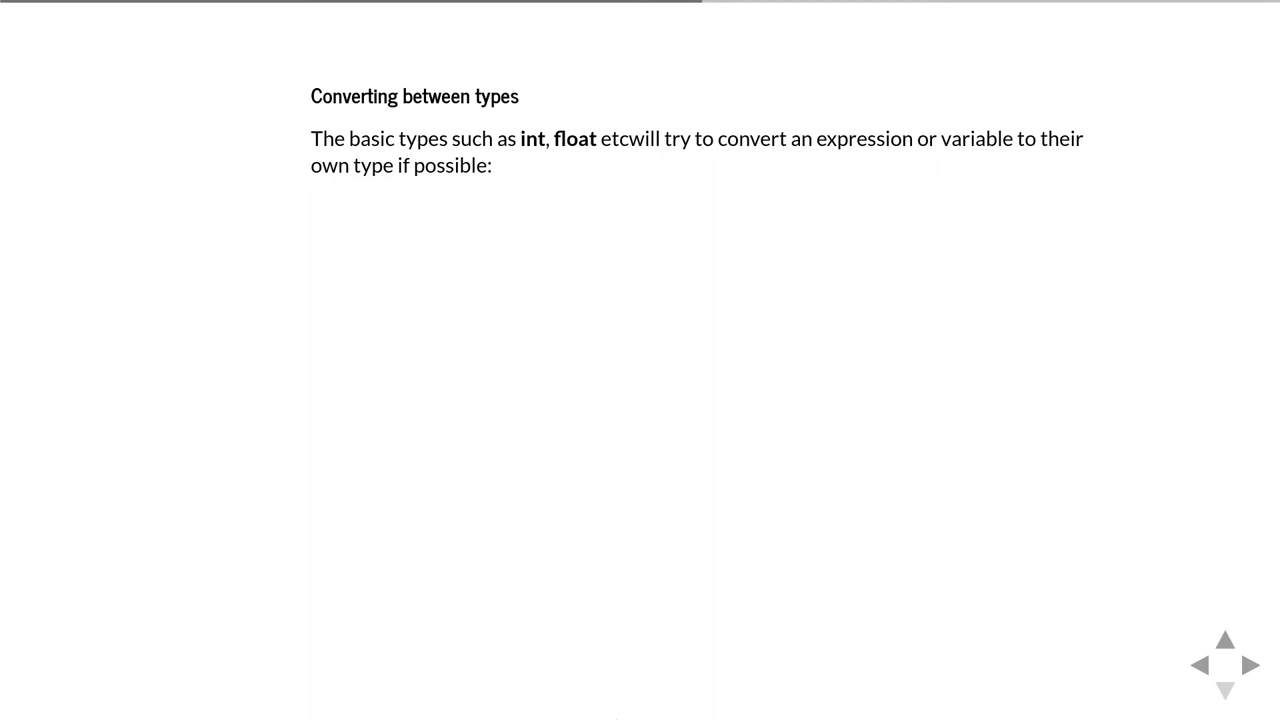 Converting between types
The basic types such as int, float etcwill try to convert an expression or variable to their
own type if possible: